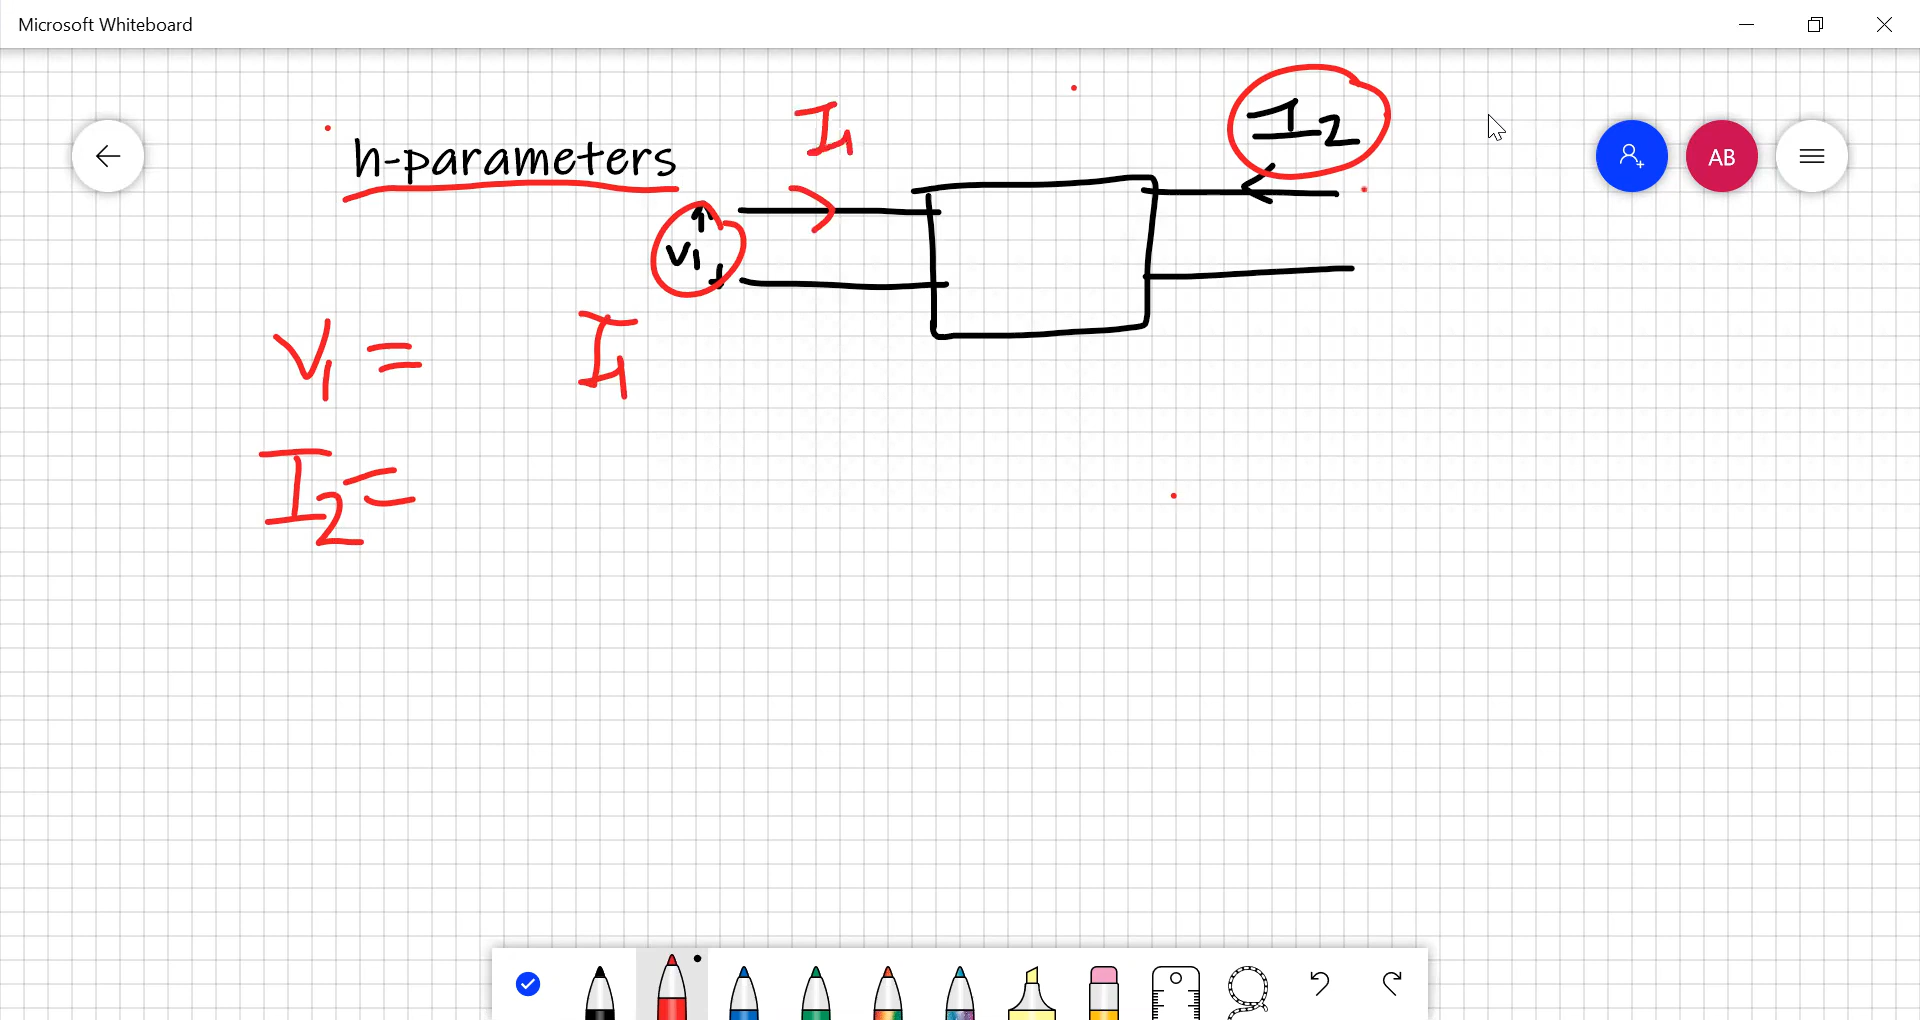 Microsoft Whiteboard
I1
I2
h-parameters
AB
V1
V1 = I1
I2 =